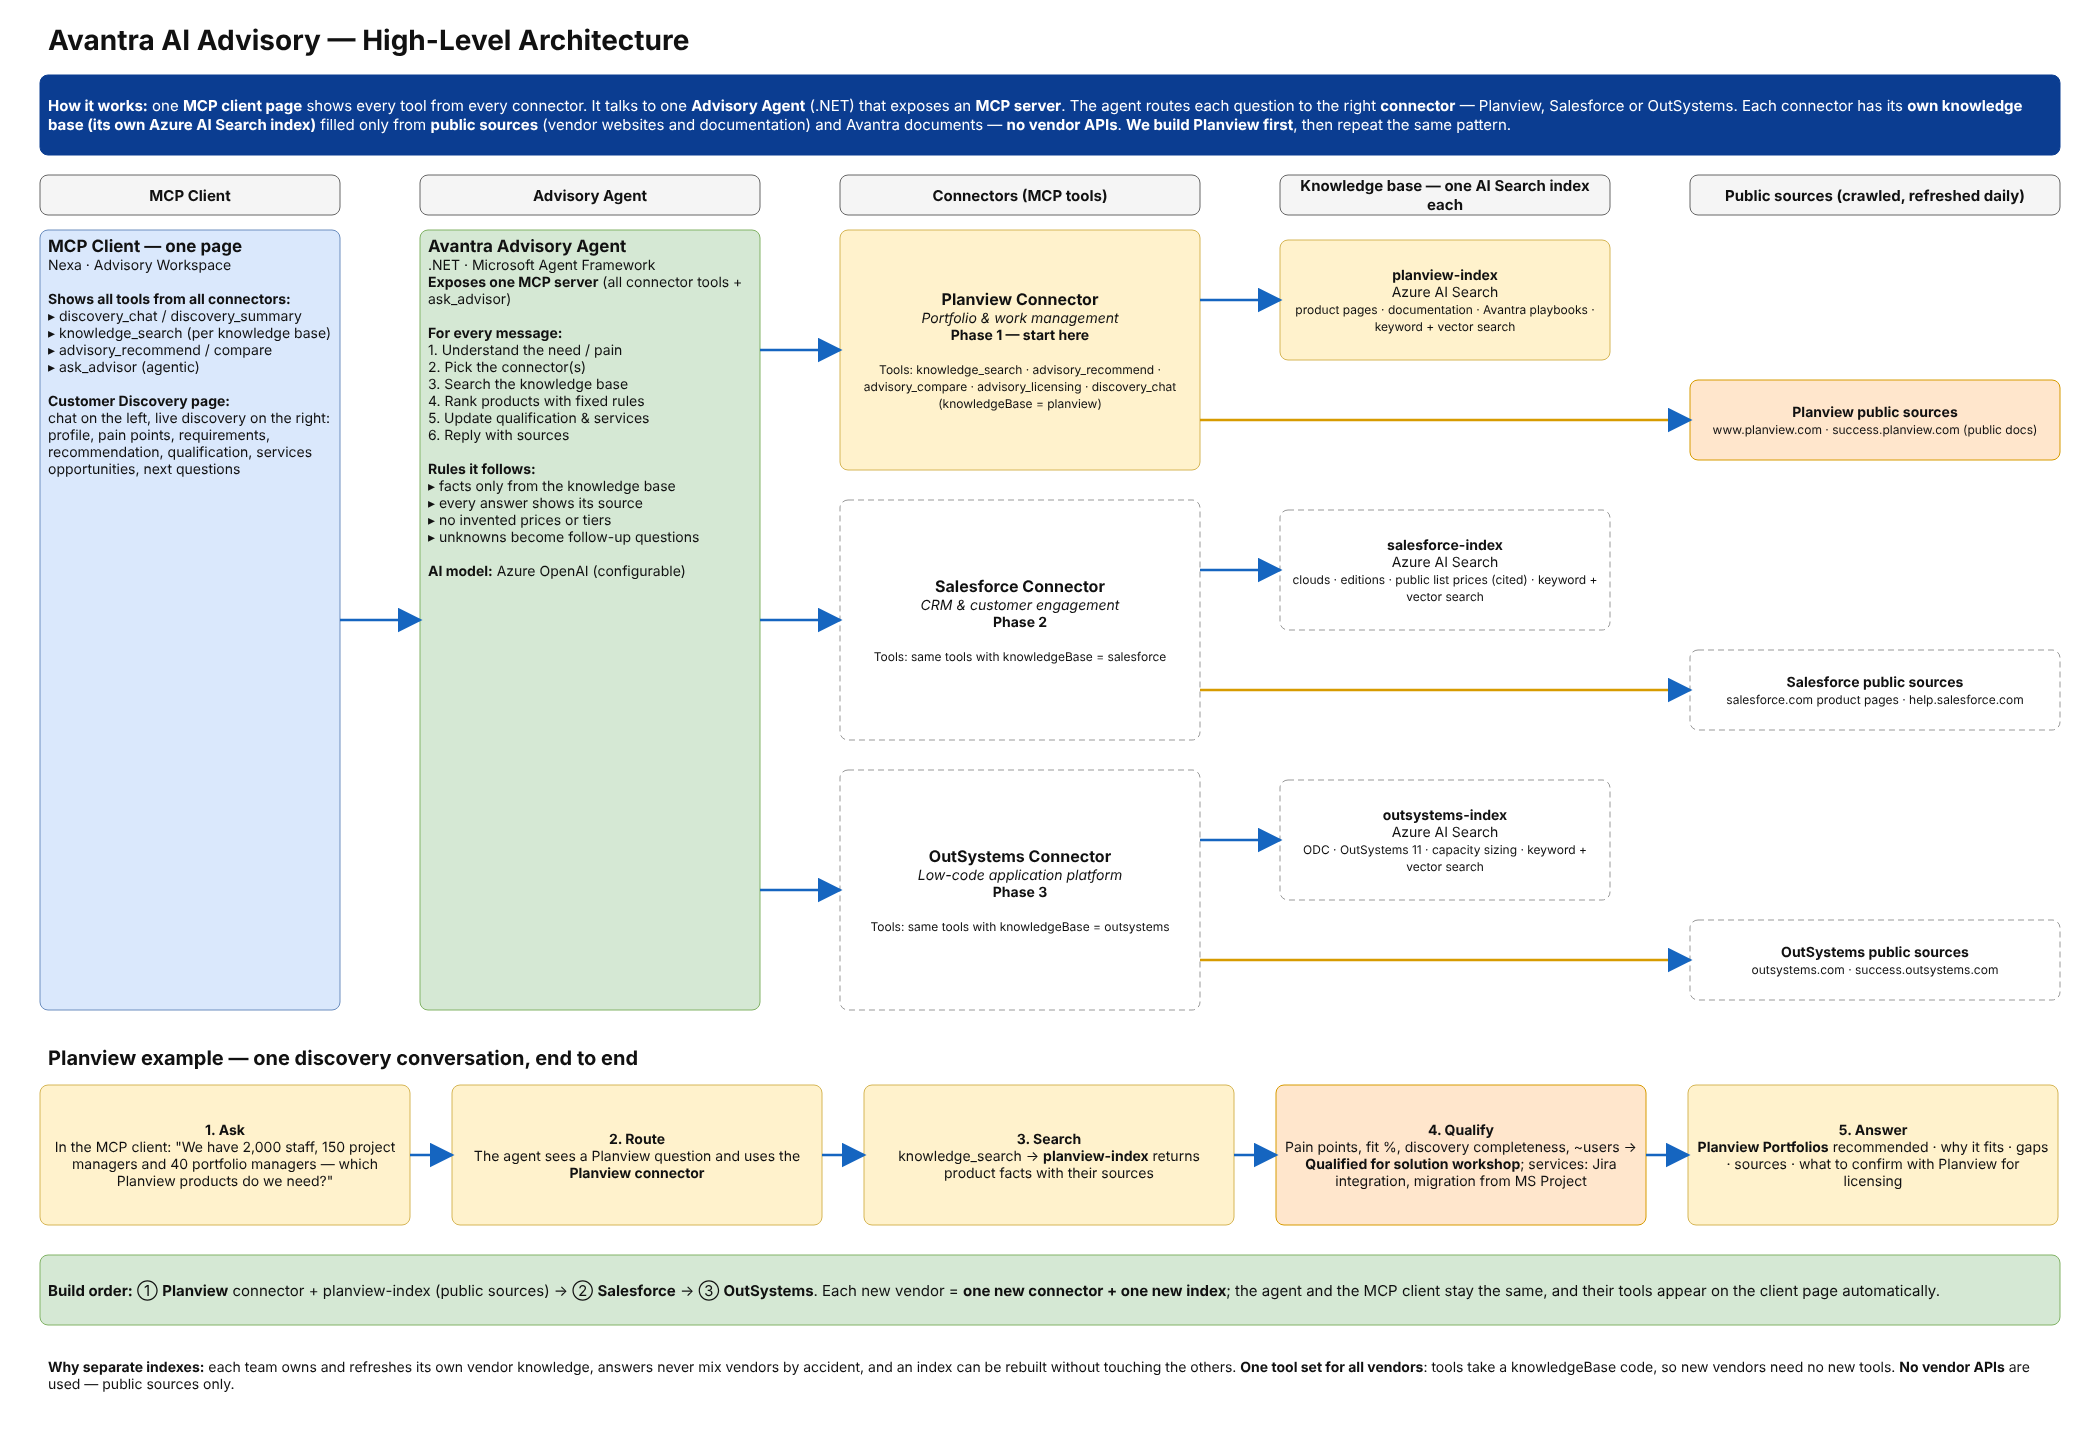 Avantra AI Advisory — High-Level Architecture
How it works: one MCP client page shows every tool from every connector. It talks to one Advisory Agent (.NET) that exposes an MCP server. The agent routes each question to the right connector — Planview, Salesforce or OutSystems. Each connector has its own knowledge
base (its own Azure AI Search index) filled only from public sources (vendor websites and documentation) and Avantra documents — no vendor APIs. We build Planview first, then repeat the same pattern.
MCP Client
Advisory Agent
Connectors (MCP tools)
Knowledge base — one AI Search index
each
Public sources (crawled, refreshed daily)
MCP Client — one page
Nexa · Advisory Workspace
Shows all tools from all connectors:
▸ discovery_chat / discovery_summary
▸ knowledge_search (per knowledge base)
▸ advisory_recommend / compare
▸ ask_advisor (agentic)
Customer Discovery page:
chat on the left, live discovery on the right:
profile, pain points, requirements,
recommendation, qualification, services
opportunities, next questions
Avantra Advisory Agent
.NET · Microsoft Agent Framework
Exposes one MCP server (all connector tools +
ask_advisor)
For every message:
1. Understand the need / pain
2. Pick the connector(s)
3. Search the knowledge base
4. Rank products with fixed rules
5. Update qualification & services
6. Reply with sources
Rules it follows:
▸ facts only from the knowledge base
▸ every answer shows its source
▸ no invented prices or tiers
▸ unknowns become follow-up questions
AI model: Azure OpenAI (configurable)
Planview Connector
Portfolio & work management
Phase 1 — start here
Tools: knowledge_search · advisory_recommend ·
advisory_compare · advisory_licensing · discovery_chat
(knowledgeBase = planview)
planview-index
Azure AI Search
product pages · documentation · Avantra playbooks ·
keyword + vector search
Planview public sources
www.planview.com · success.planview.com (public docs)
Salesforce Connector
CRM & customer engagement
Phase 2
Tools: same tools with knowledgeBase = salesforce
salesforce-index
Azure AI Search
clouds · editions · public list prices (cited) · keyword +
vector search
Salesforce public sources
salesforce.com product pages · help.salesforce.com
OutSystems Connector
Low-code application platform
Phase 3
Tools: same tools with knowledgeBase = outsystems
outsystems-index
Azure AI Search
ODC · OutSystems 11 · capacity sizing · keyword +
vector search
OutSystems public sources
outsystems.com · success.outsystems.com
Planview example — one discovery conversation, end to end
1. Ask
In the MCP client: "We have 2,000 staff, 150 project
managers and 40 portfolio managers — which
Planview products do we need?"
2. Route
The agent sees a Planview question and uses the
Planview connector
3. Search
knowledge_search → planview-index returns
product facts with their sources
4. Qualify
Pain points, fit %, discovery completeness, ~users →
Qualified for solution workshop; services: Jira
integration, migration from MS Project
5. Answer
Planview Portfolios recommended · why it fits · gaps
· sources · what to confirm with Planview for
licensing
Build order: ① Planview connector + planview-index (public sources) → ② Salesforce → ③ OutSystems. Each new vendor = one new connector + one new index; the agent and the MCP client stay the same, and their tools appear on the client page automatically.
Why separate indexes: each team owns and refreshes its own vendor knowledge, answers never mix vendors by accident, and an index can be rebuilt without touching the others. One tool set for all vendors: tools take a knowledgeBase code, so new vendors need no new tools. No vendor APIs are
used — public sources only.